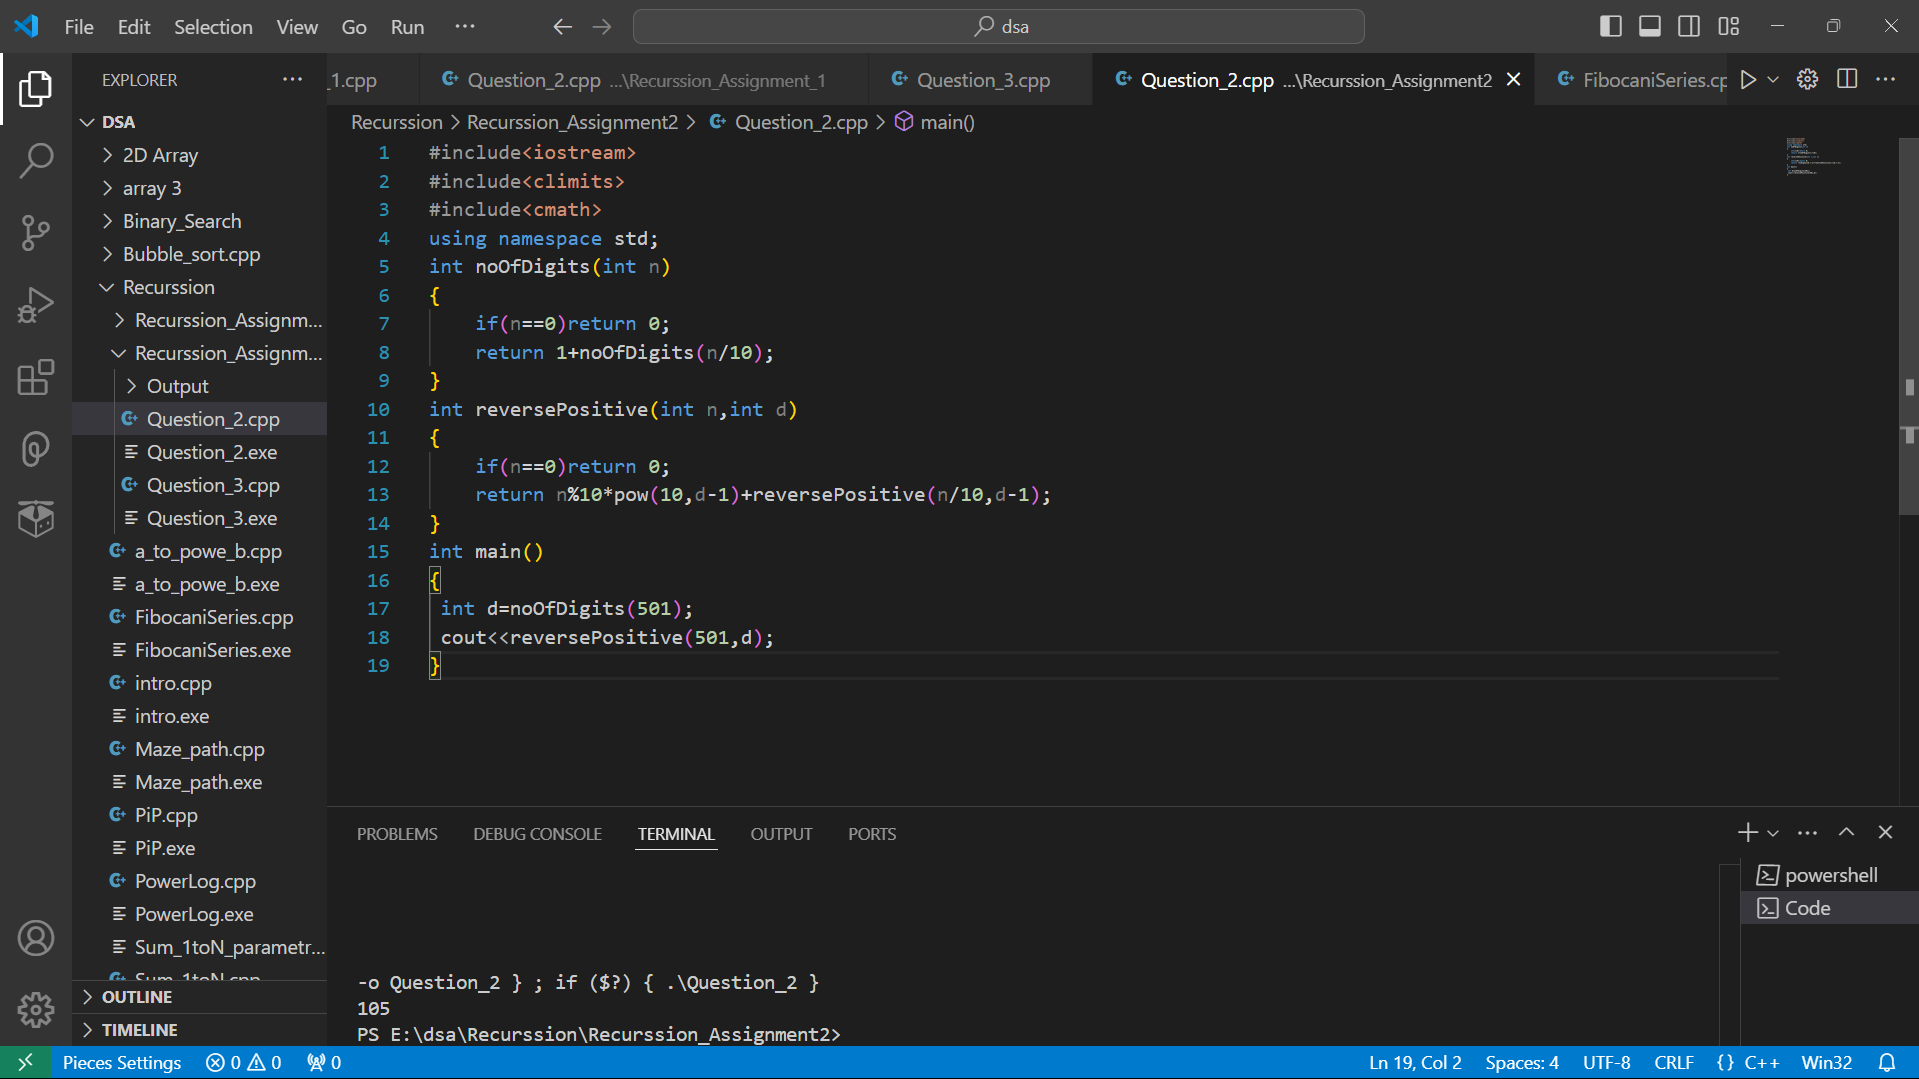 File Edit Selection View Go Run ··· dsa
EXPLORER ···
_1.cpp Question_2.cpp ...\Recurssion_Assignment_1 Question_3.cpp Question_2.cpp ...\Recurssion_Assignment2 FibocaniSeries.cp ···
Recurssion > Recurssion_Assignment2 > Question_2.cpp > main()
DSA
2D Array
array 3
Binary_Search
Bubble_sort.cpp
Recurssion
Recurssion_Assignm...
Recurssion_Assignm...
Output
Question_2.cpp
Question_2.exe
Question_3.cpp
Question_3.exe
a_to_powe_b.cpp
a_to_powe_b.exe
FibocaniSeries.cpp
FibocaniSeries.exe
intro.cpp
intro.exe
Maze_path.cpp
Maze_path.exe
PiP.cpp
PiP.exe
PowerLog.cpp
PowerLog.exe
Sum_1toN_parametr...
Sum_1toN.cpp
OUTLINE
TIMELINE
1 #include<iostream>
2 #include<climits>
3 #include<cmath>
4 using namespace std;
5 int noOfDigits(int n)
6 {
7 if(n==0)return 0;
8 return 1+noOfDigits(n/10);
9 }
10 int reversePositive(int n,int d)
11 {
12 if(n==0)return 0;
13 return n%10*pow(10,d-1)+reversePositive(n/10,d-1);
14 }
15 int main()
16 {
17 int d=noOfDigits(501);
18 cout<<reversePositive(501,d);
19 }
PROBLEMS DEBUG CONSOLE TERMINAL OUTPUT PORTS
powershell
Code
-o Question_2 } ; if ($?) { .\Question_2 }
105
PS E:\dsa\Recurssion\Recurssion_Assignment2>
Pieces Settings 0 0 0 Ln 19, Col 2 Spaces: 4 UTF-8 CRLF {} C++ Win32